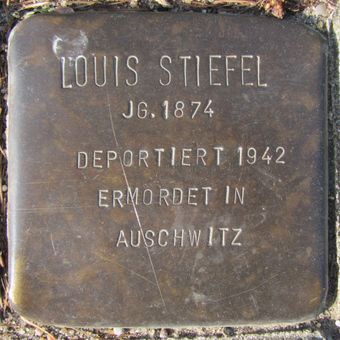 LOUIS STIEFEL
JG. 1874
DEPORTIERT 1942
ERMORDET IN
AUSCHWITZ